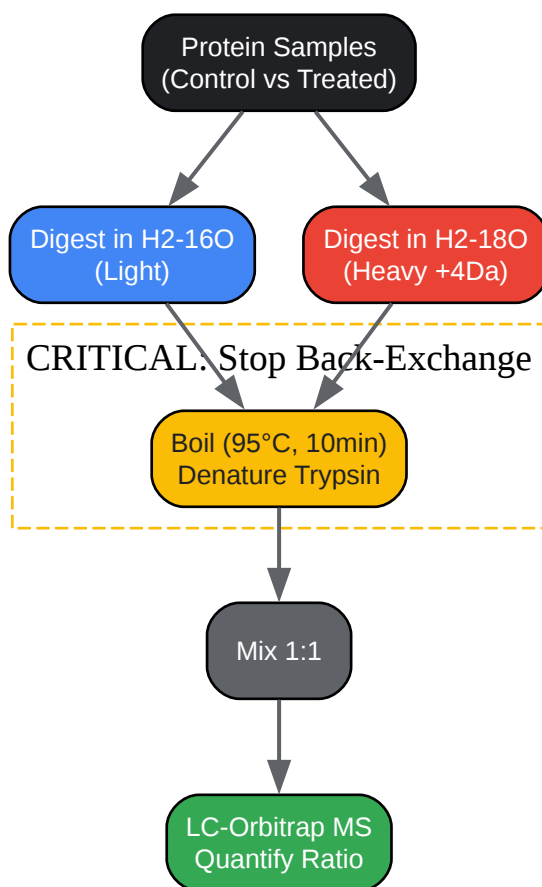 Protein Samples
(Control vs Treated)
Digest in H2-16O
(Light)
Digest in H2-18O
(Heavy +4Da)
CRITICAL: Stop Back-Exchange
Boil (95°C, 10min)
Denature Trypsin
Mix 1:1
LC-Orbitrap MS
Quantify Ratio